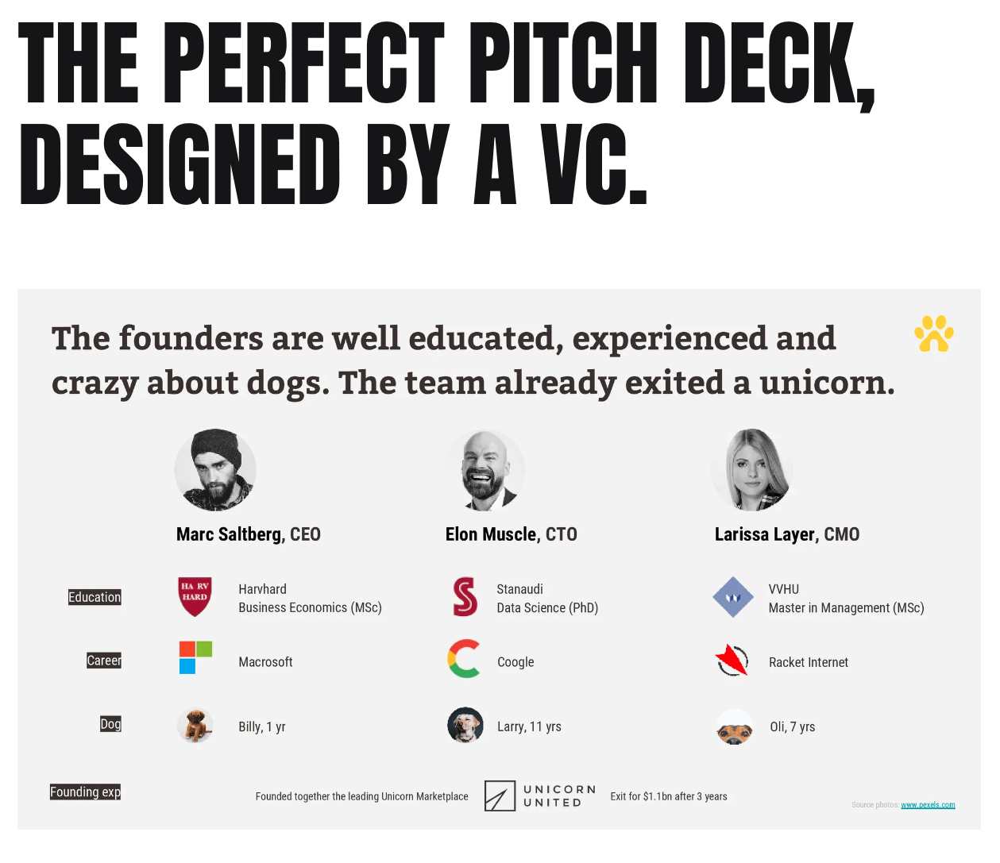 THE PERFECT PITCH DECK,
DESIGNED BY A VC.
The founders are well educated, experienced and
crazy about dogs. The team already exited a unicorn.
Marc Saltberg, CEO
Elon Muscle, CTO
Larissa Layer, CMO
Education
HA RV
HARD
Harvhard
Business Economics (MSc)
Stanaudi
Data Science (PhD)
W
VVHU
Master in Management (MSc)
Career
Macrosoft
Coogle
Racket Internet
Dog
Billy, 1 yr
Larry, 11 yrs
Oli, 7 yrs
Founding exp
Founded together the leading Unicorn Marketplace
UNICORN
UNITED
Exit for $1.1bn after 3 years
Source photos: www.pexels.com